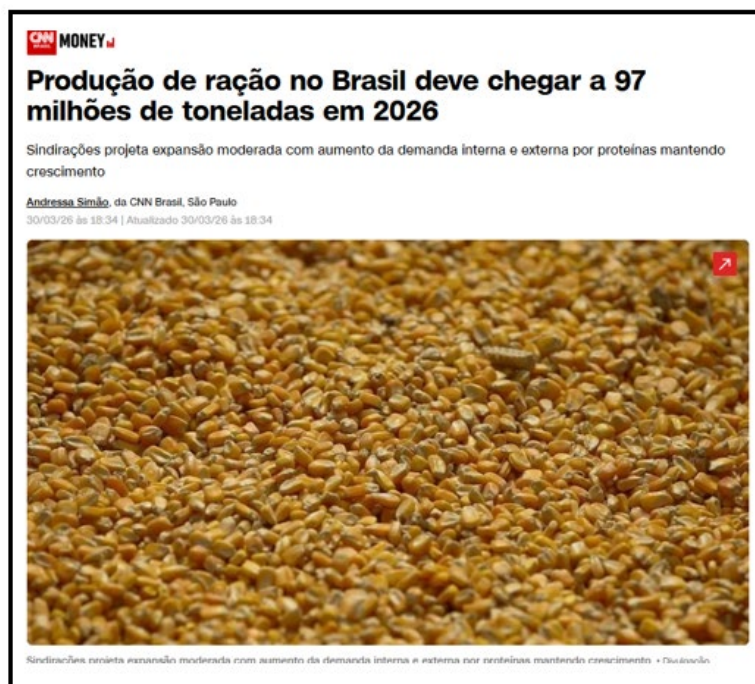 CNN BRASIL MONEY
Produção de ração no Brasil deve chegar a 97
milhões de toneladas em 2026
Sindirações projeta expansão moderada com aumento da demanda interna e externa por proteínas mantendo
crescimento
Andressa Simão, da CNN Brasil, São Paulo
30/03/26 às 18:34 | Atualizado 30/03/26 às 18:34
Sindirações projeta expansão moderada com aumento da demanda interna e externa por proteínas mantendo crescimento • Divulgação